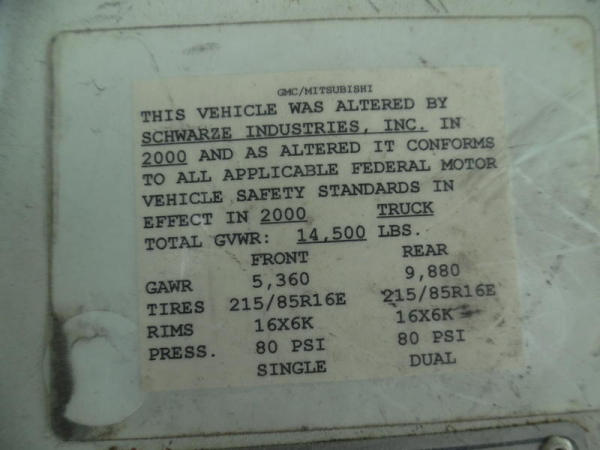 GMC/MITSUBISHI
THIS VEHICLE WAS ALTERED BY
SCHWARZE INDUSTRIES, INC. IN
2000 AND AS ALTERED IT CONFORMS
TO ALL APPLICABLE FEDERAL MOTOR
VEHICLE SAFETY STANDARDS IN
EFFECT IN 2000 TRUCK
TOTAL GVWR: 14,500 LBS.
FRONT REAR
GAWR 5,360 9,880
TIRES 215/85R16E 215/85R16E
RIMS 16X6K 16X6K
PRESS. 80 PSI 80 PSI
SINGLE DUAL